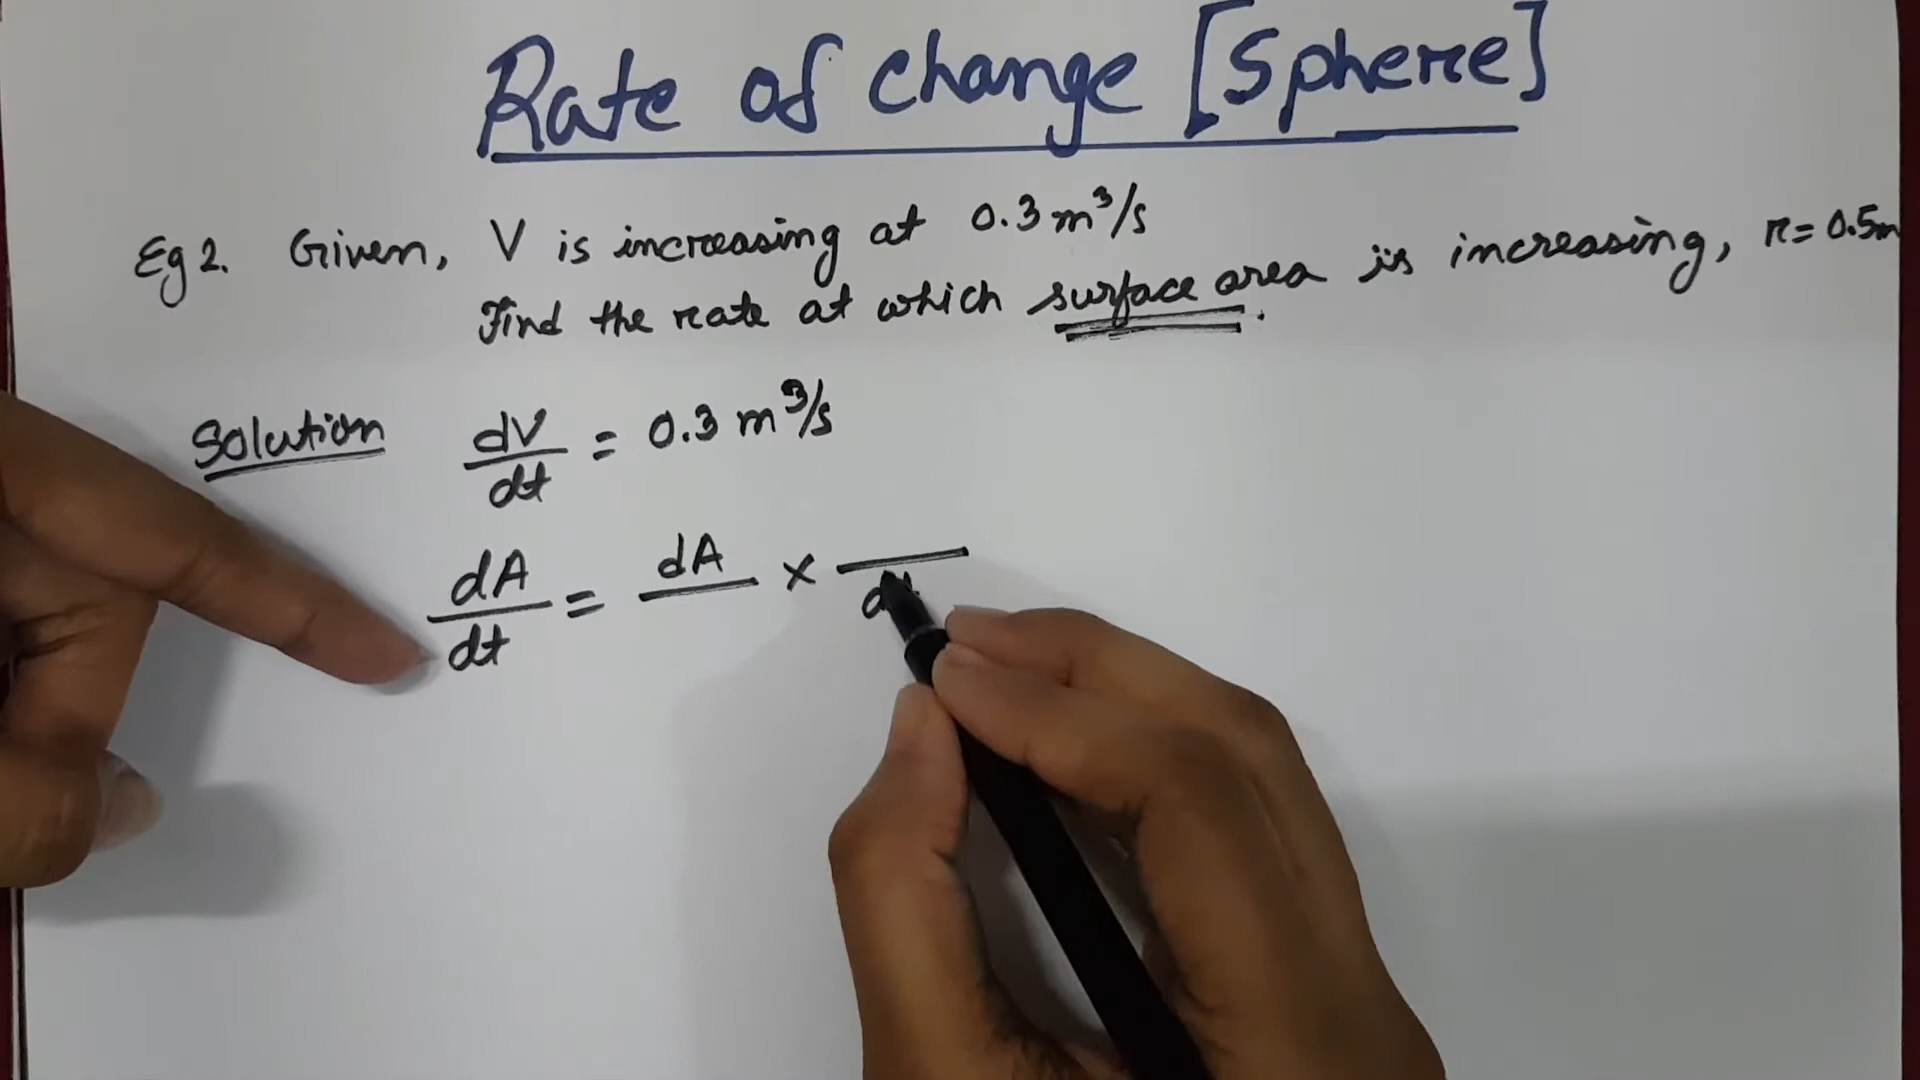 Rate of change [Sphere]
Eg 2. Given, V is increasing at 0.3 m³/s
Find the rate at which surface area is increasing, r = 0.5m.
Solution dV/dt = 0.3 m³/s
dA/dt = dA/ × /dt